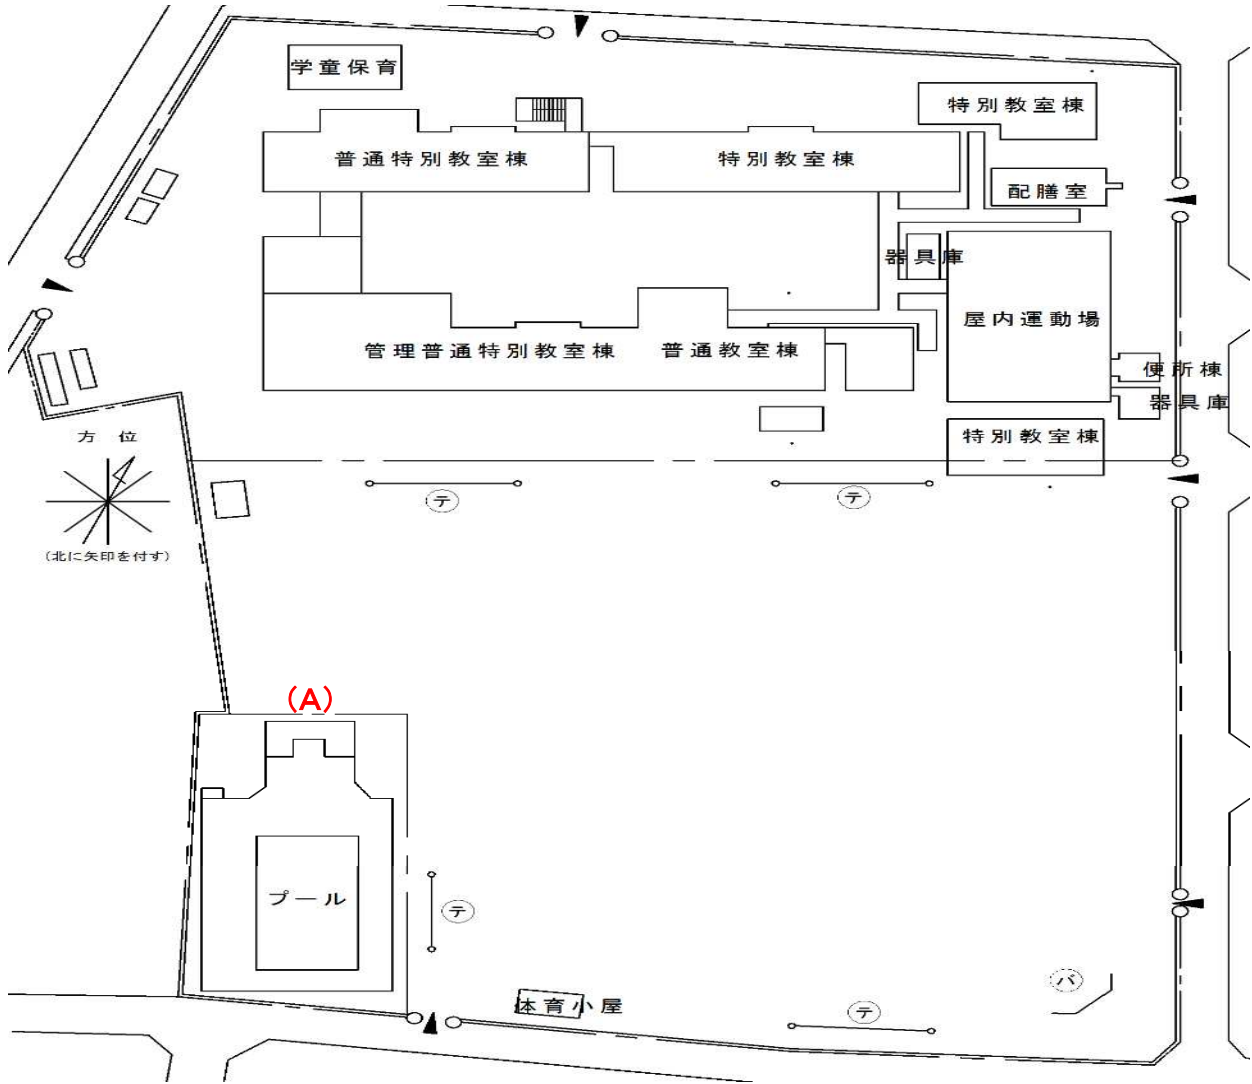 学童保育
特別教室棟
普通特別教室棟
特別教室棟
配膳室
器具庫
屋内運動場
管理普通特別教室棟
普通教室棟
便所棟
器具庫
方位
特別教室棟
テ
テ
(北に矢印を付す)
(A)
プール
テ
バ
体育小屋
テ